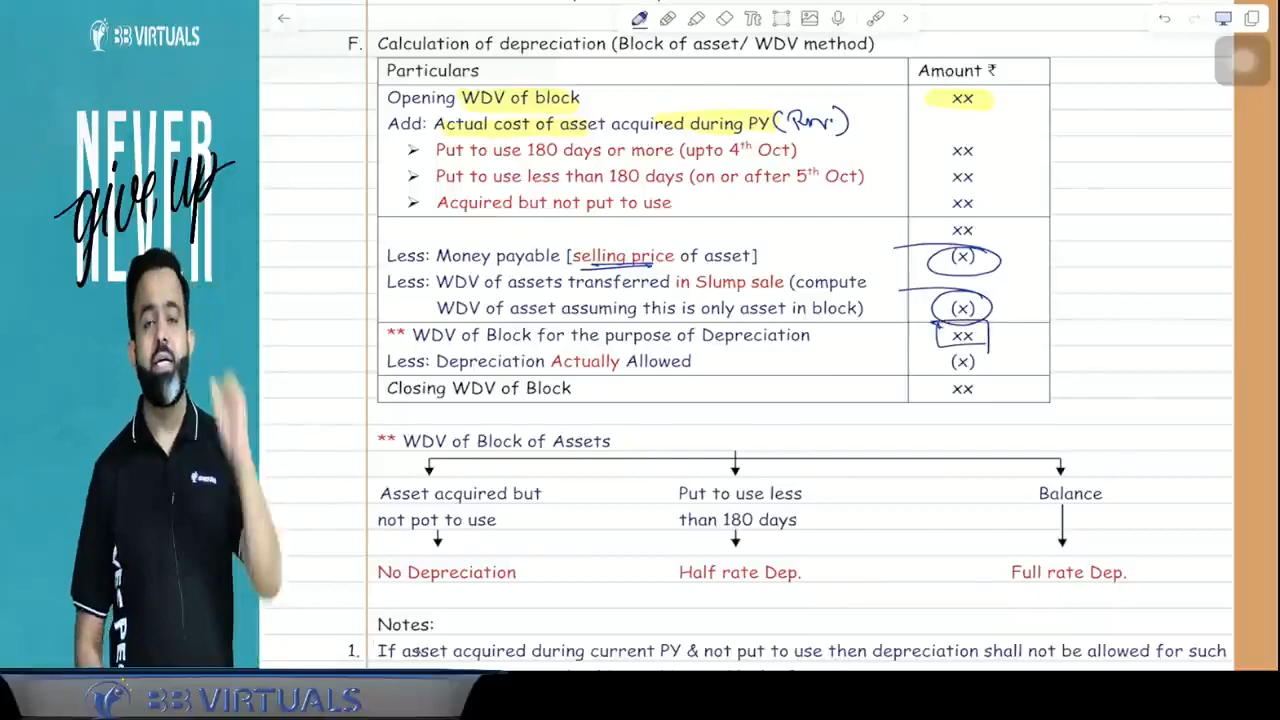 BB VIRTUALS
NEVER
give up
NEVER
F. Calculation of depreciation (Block of asset/ WDV method)
Particulars Amount ₹
Opening WDV of block xx
Add: Actual cost of asset acquired during PY
➢ Put to use 180 days or more (upto 4th Oct) xx
➢ Put to use less than 180 days (on or after 5th Oct) xx
➢ Acquired but not put to use xx
xx
Less: Money payable [selling price of asset] (x)
Less: WDV of assets transferred in Slump sale (compute
WDV of asset assuming this is only asset in block) (x)
** WDV of Block for the purpose of Depreciation xx
Less: Depreciation Actually Allowed (x)
Closing WDV of Block xx
** WDV of Block of Assets
Asset acquired but Put to use less Balance
not pot to use than 180 days
No Depreciation Half rate Dep. Full rate Dep.
Notes:
1. If asset acquired during current PY & not put to use then depreciation shall not be allowed for such
BB VIRTUALS